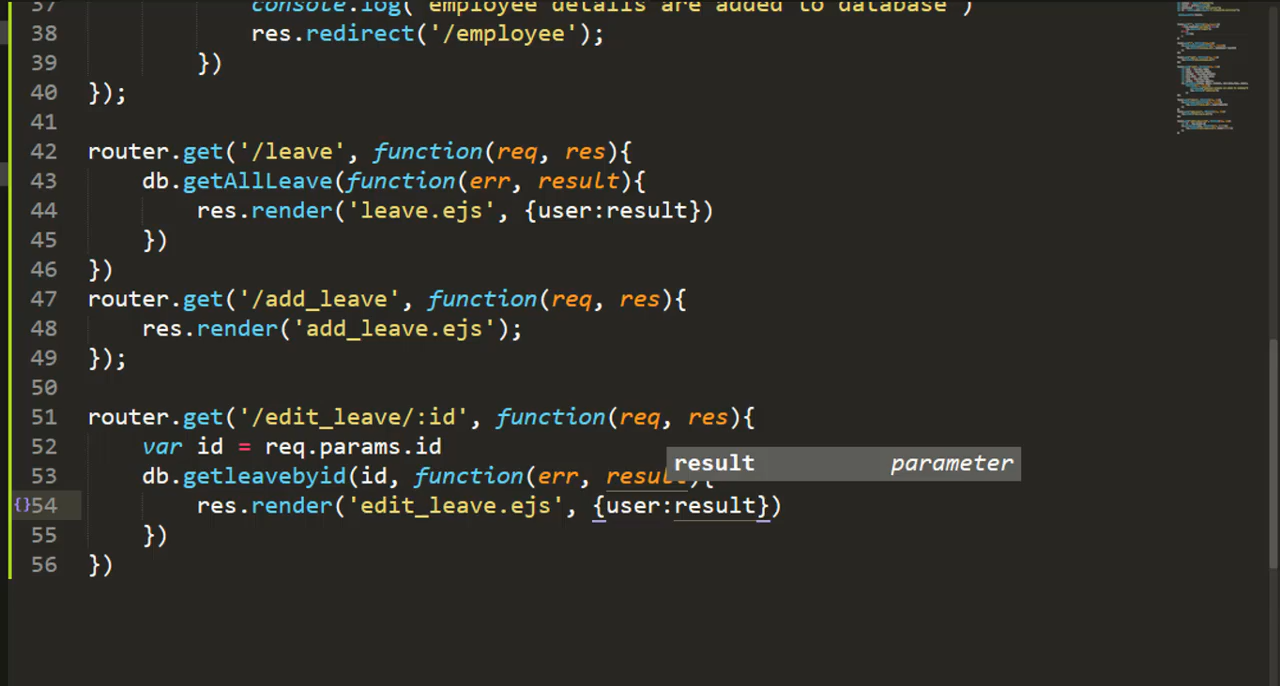 37 console.log("employee details are added to database")
38 res.redirect('/employee');
39 })
40 });
41
42 router.get('/leave', function(req, res){
43 db.getAllLeave(function(err, result){
44 res.render('leave.ejs', {user:result})
45 })
46 })
47 router.get('/add_leave', function(req, res){
48 res.render('add_leave.ejs');
49 });
50
51 router.get('/edit_leave/:id', function(req, res){
52 var id = req.params.id
result parameter
53 db.getleavebyid(id, function(err, result){
{}54 res.render('edit_leave.ejs', {user:result})
55 })
56 })